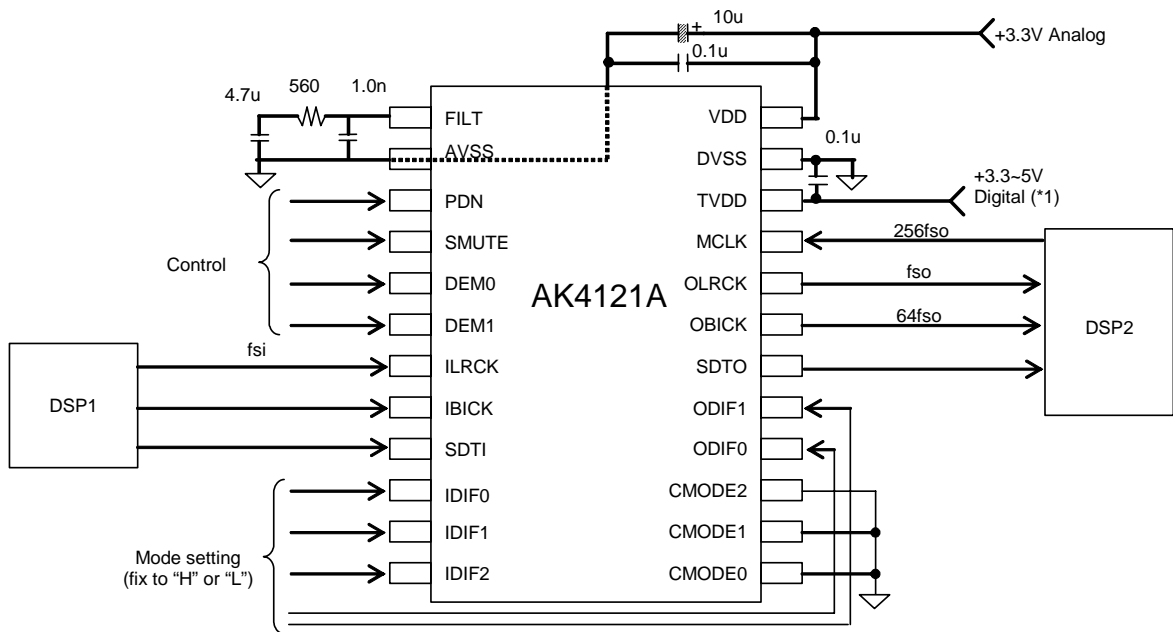 10u
+
+3.3V Analog
0.1u
560
1.0n
4.7u
FILT
VDD
0.1u
AVSS
DVSS
+3.3~5V
Digital (*1)
PDN
TVDD
256fso
SMUTE
MCLK
Control
fso
DEM0
AK4121A
OLRCK
64fso
DEM1
OBICK
DSP2
fsi
ILRCK
SDTO
DSP1
IBICK
ODIF1
SDTI
ODIF0
IDIF0
CMODE2
IDIF1
CMODE1
Mode setting
(fix to “H” or “L”)
IDIF2
CMODE0